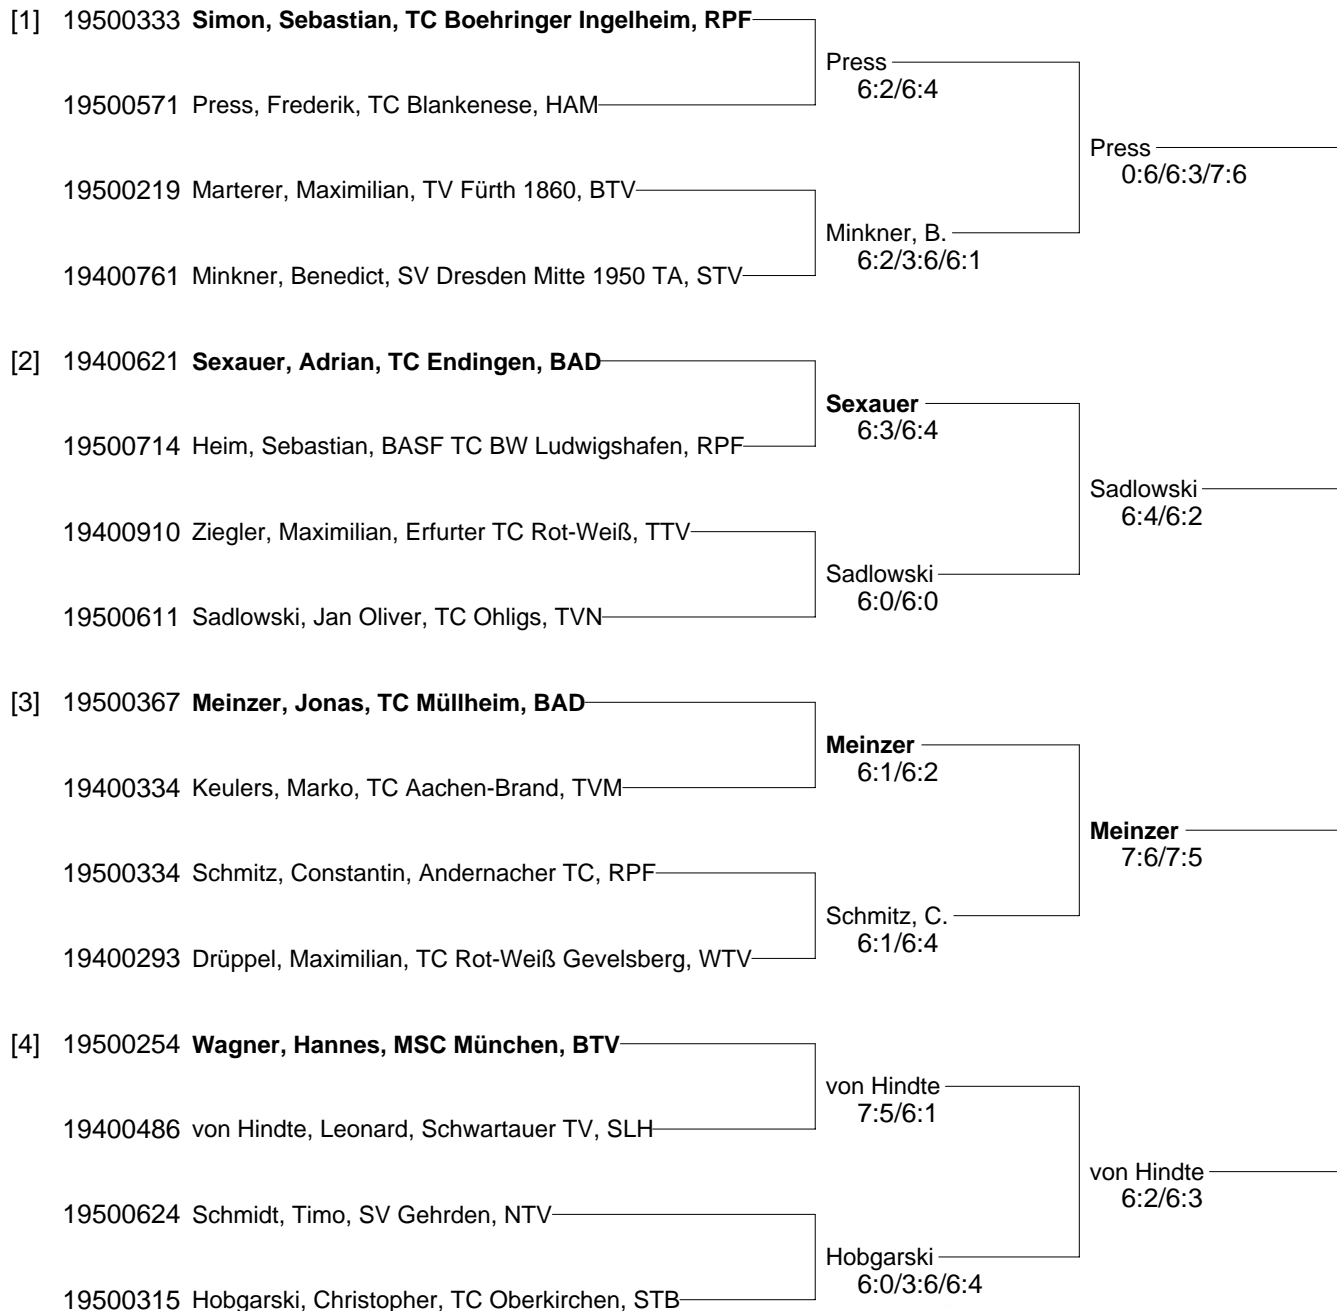 [1] 19500333 Simon, Sebastian, TC Boehringer Ingelheim, RPF
Press
6:2/6:4
19500571 Press, Frederik, TC Blankenese, HAM
Press
0:6/6:3/7:6
19500219 Marterer, Maximilian, TV Fürth 1860, BTV
Minkner, B.
6:2/3:6/6:1
19400761 Minkner, Benedict, SV Dresden Mitte 1950 TA, STV
[2] 19400621 Sexauer, Adrian, TC Endingen, BAD
Sexauer
6:3/6:4
19500714 Heim, Sebastian, BASF TC BW Ludwigshafen, RPF
Sadlowski
6:4/6:2
19400910 Ziegler, Maximilian, Erfurter TC Rot-Weiß, TTV
Sadlowski
6:0/6:0
19500611 Sadlowski, Jan Oliver, TC Ohligs, TVN
[3] 19500367 Meinzer, Jonas, TC Müllheim, BAD
Meinzer
6:1/6:2
19400334 Keulers, Marko, TC Aachen-Brand, TVM
Meinzer
7:6/7:5
19500334 Schmitz, Constantin, Andernacher TC, RPF
Schmitz, C.
6:1/6:4
19400293 Drüppel, Maximilian, TC Rot-Weiß Gevelsberg, WTV
[4] 19500254 Wagner, Hannes, MSC München, BTV
von Hindte
7:5/6:1
19400486 von Hindte, Leonard, Schwartauer TV, SLH
von Hindte
6:2/6:3
19500624 Schmidt, Timo, SV Gehrden, NTV
Hobgarski
6:0/3:6/6:4
19500315 Hobgarski, Christopher, TC Oberkirchen, STB